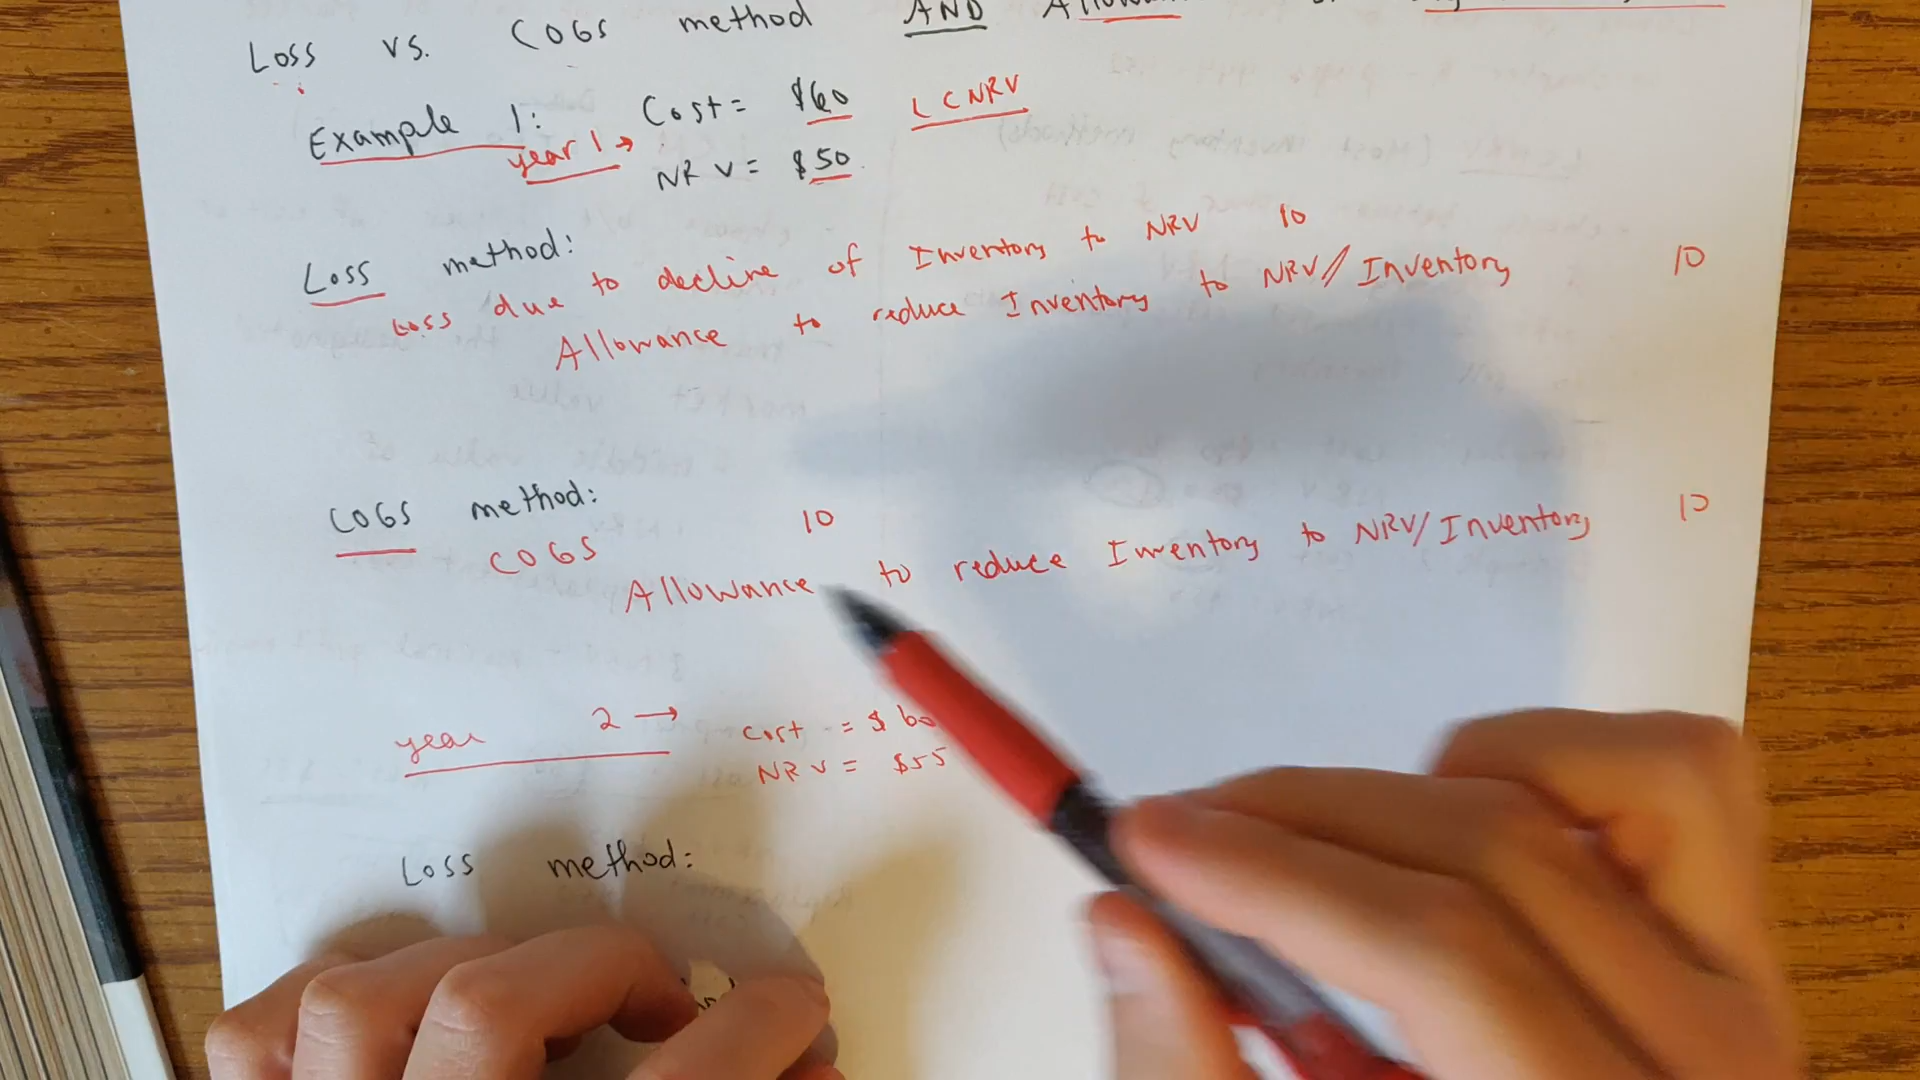 Loss vs. COGS method AND
Example 1: Cost = $60 LCNRV
year 1 → NRV = $50
Loss method:
Loss due to decline of Inventory to NRV 10
Allowance to reduce Inventory to NRV/Inventory 10
COGS method:
COGS 10
Allowance to reduce Inventory to NRV/Inventory 10
year 2 → Cost = $60
NRV = $55
Loss method: